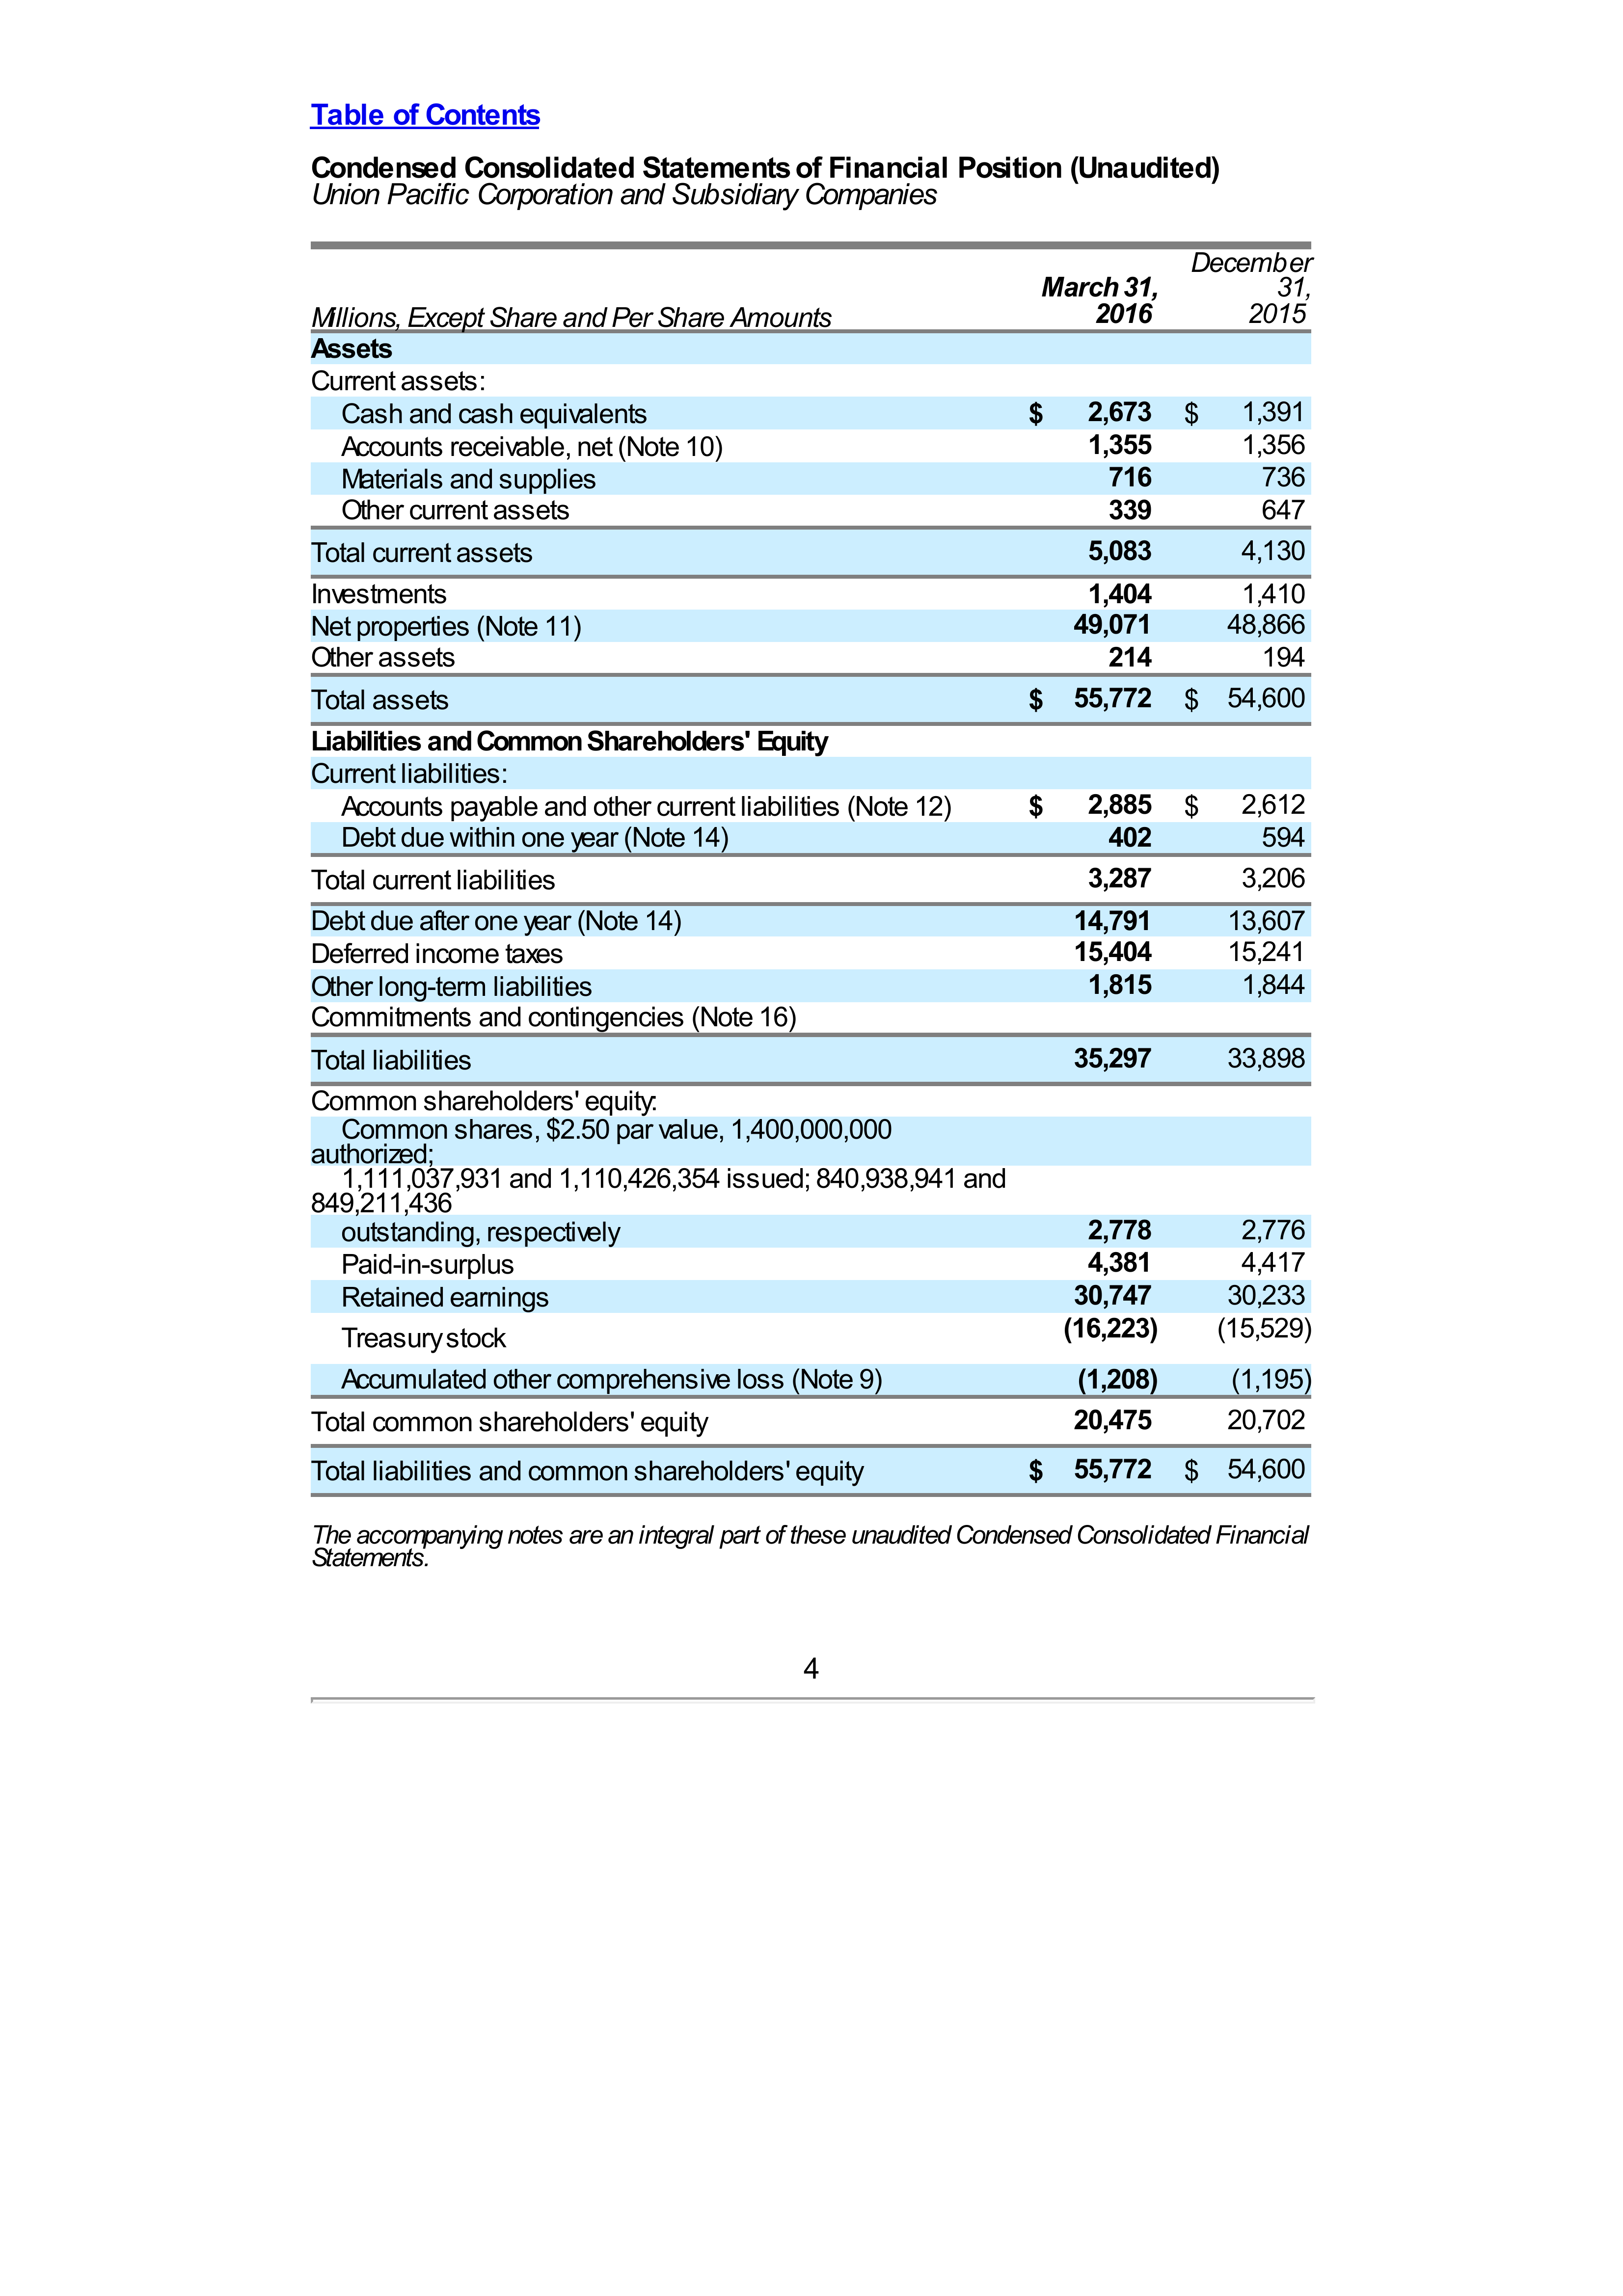 Table of Contents
Condensed Consolidated Statements of Financial Position (Unaudited)
Union Pacific Corporation and Subsidiary Companies
December
March 31, 31,
Millions, Except Share and Per Share Amounts 2016 2015
Assets
Current assets:
Cash and cash equivalents $ 2,673 $ 1,391
Accounts receivable, net (Note 10) 1,355 1,356
Materials and supplies 716 736
Other current assets 339 647
Total current assets 5,083 4,130
Investments 1,404 1,410
Net properties (Note 11) 49,071 48,866
Other assets 214 194
Total assets $ 55,772 $ 54,600
Liabilities and Common Shareholders' Equity
Current liabilities:
Accounts payable and other current liabilities (Note 12) $ 2,885 $ 2,612
Debt due within one year (Note 14) 402 594
Total current liabilities 3,287 3,206
Debt due after one year (Note 14) 14,791 13,607
Deferred income taxes 15,404 15,241
Other long-term liabilities 1,815 1,844
Commitments and contingencies (Note 16)
Total liabilities 35,297 33,898
Common shareholders' equity:
Common shares, $2.50 par value, 1,400,000,000
authorized;
1,111,037,931 and 1,110,426,354 issued; 840,938,941 and
849,211,436
outstanding, respectively 2,778 2,776
Paid-in-surplus 4,381 4,417
Retained earnings 30,747 30,233
Treasury stock (16,223) (15,529)
Accumulated other comprehensive loss (Note 9) (1,208) (1,195)
Total common shareholders' equity 20,475 20,702
Total liabilities and common shareholders' equity $ 55,772 $ 54,600
The accompanying notes are an integral part of these unaudited Condensed Consolidated Financial
Statements.
4